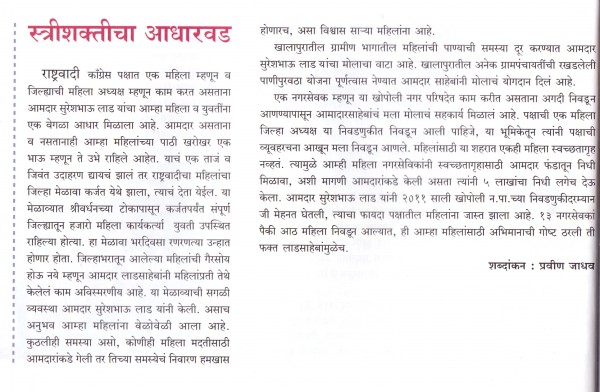 स्त्रीशक्तीचा आधारवड
राष्ट्रवादी काँग्रेस पक्षात एक महिला म्हणून व
जिल्ह्याची महिला अध्यक्ष म्हणून काम करत असताना
आमदार सुरेशभाऊ लाड यांचा आम्हा महिला व युवतींना
एक वेगळा आधार मिळाला आहे. आमदार असताना
व नसतानाही आम्हा महिलांच्या पाठी खरोखर एक
भाऊ म्हणून ते उभे राहिले आहेत. याचं एक ताजं व
जिवंत उदाहरण द्यायचं झालं तर राष्ट्रवादीचा महिलांचा
जिल्हा मेळावा कर्जत येथे झाला, त्याचं देता येईल. या
मेळाव्यात श्रीवर्धनच्या टोकापासून कर्जतपर्यंत संपूर्ण
जिल्ह्यातून हजारो महिला कार्यकर्त्या युवती उपस्थित
राहिल्या होत्या. हा मेळावा भरदिवसा रणरणत्या उन्हात
होणार होता. जिल्हाभरातून आलेल्या महिलांची गैरसोय
होऊ नये म्हणून आमदार लाडसाहेबांनी महिलांप्रती तेथे
केलेलं काम अविस्मरणीय आहे. या मेळाव्याची सगळी
व्यवस्था आमदार सुरेशभाऊ लाड यांनी केली. असाच
अनुभव आम्हा महिलांना वेळोवेळी आला आहे.
कुठलीही समस्या असो, कोणीही महिला मदतीसाठी
आमदारांकडे गेली तर तिच्या समस्येचं निवारण हमखास
होणारच, असा विश्वास साऱ्या महिलांना आहे.
खालापुरातील ग्रामीण भागातील महिलांची पाण्याची समस्या दूर करण्यात आमदार
सुरेशभाऊ लाड यांचा मोलाचा वाटा आहे. खालापुरातील अनेक ग्रामपंचायतींची रखडलेली
पाणीपुरवठा योजना पूर्णत्वास नेण्यात आमदार साहेबांनी मोलाचं योगदान दिलं आहे.
एक नगरसेवक म्हणून या खोपोली नगर परिषदेत काम करीत असताना अगदी निवडून
आणण्यापासून आमादारसाहेबांचं मला मोलाचं सहकार्य मिळालं आहे. पक्षाची एक महिला
जिल्हा अध्यक्ष या निवडणुकीत निवडून आली पाहिजे, या भूमिकेतून त्यांनी पक्षाची
व्यूहरचना आखून मला निवडून आणले. महिलांसाठी या शहरात एकही महिला स्वच्छतागृह
नव्हतं. त्यामुळे आम्ही महिला नगरसेविकांनी स्वच्छतागृहासाठी आमदार फंडातून निधी
मिळावा, अशी मागणी आमदारांकडे केली असता त्यांनी ५ लाखांचा निधी लगेच देऊ
केला. आमदार सुरेशभाऊ लाड यांनी २०११ साली खोपोली न.पा.च्या निवडणुकीदरम्यान
जी मेहनत घेतली, त्याचा फायदा पक्षातील महिलांना जास्त झाला आहे. १३ नगरसेवकां
पैकी आठ महिला निवडून आल्यात, ही आम्हा महिलांसाठी अभिमानाची गोष्ट ठरली ती
फक्त लाडसाहेबांमुळेच.
शब्दांकन : प्रवीण जाधव